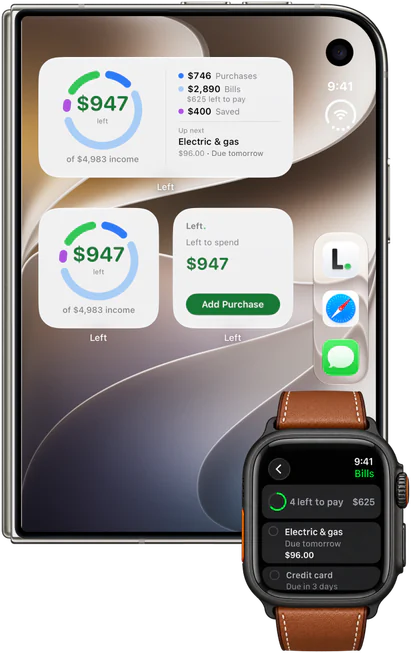 $947
left
of $4,983 income
$746 Purchases
$2,890 Bills
$625 left to pay
$400 Saved
Up next
Electric & gas
$96.00 - Due tomorrow
Left
9:41
$947
left
of $4,983 income
Left
Left.
Left to spend
$947
Add Purchase
Left
L.
9:41
Bills
4 left to pay $625
Electric & gas
Due tomorrow
$96.00
Credit card
Due in 3 days